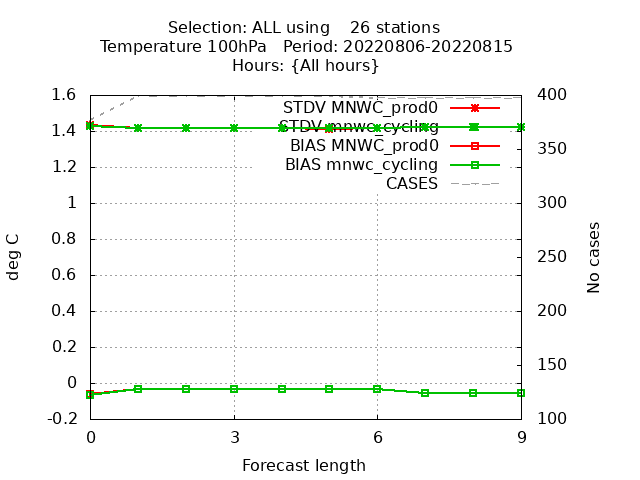 Selection: ALL using 26 stations
Temperature 100hPa Period: 20220806-20220815
Hours: {All hours}
1.6
1.4
1.2
1
0.8
0.6
0.4
0.2
0
-0.2
400
350
300
250
200
150
100
STDV MNWC_prod0
STDV mnwc_cycling
BIAS MNWC_prod0
BIAS mnwc_cycling
CASES
deg C
No cases
0 3 6 9
Forecast length